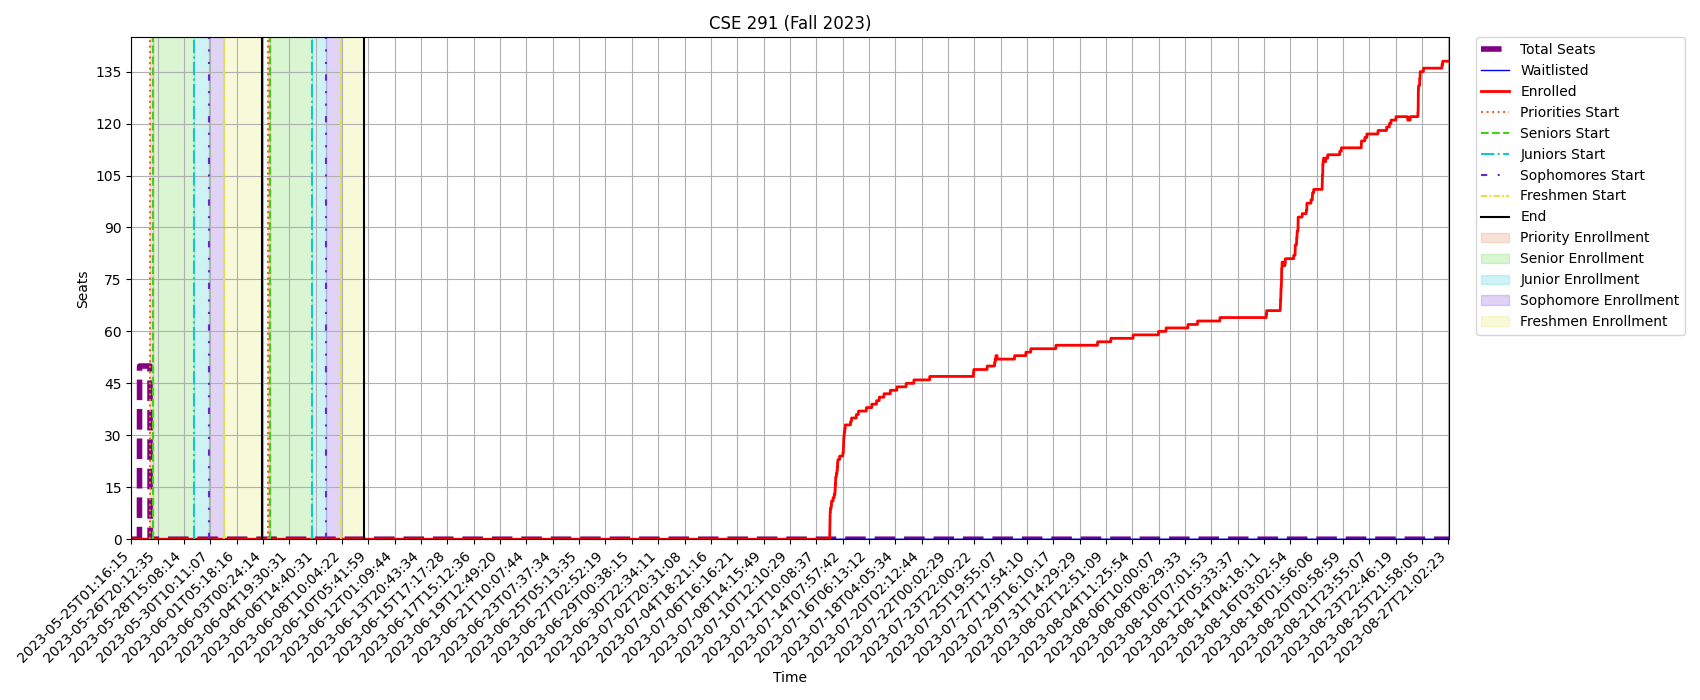 CSE 291 (Fall 2023)
Seats
135
120
105
90
75
60
45
30
15
0
2023-05-25T01:16:15
2023-05-26T20:12:35
2023-05-28T15:08:14
2023-05-30T10:11:07
2023-06-01T05:18:16
2023-06-03T00:24:14
2023-06-04T19:30:31
2023-06-06T14:40:31
2023-06-08T10:04:22
2023-06-10T05:41:59
2023-06-12T01:09:44
2023-06-13T20:43:34
2023-06-15T17:17:28
2023-06-17T15:12:36
2023-06-19T12:49:20
2023-06-21T10:07:44
2023-06-23T07:37:34
2023-06-25T05:13:35
2023-06-27T02:52:19
2023-06-29T00:38:15
2023-06-30T22:34:11
2023-07-02T20:31:08
2023-07-04T18:21:16
2023-07-06T16:16:21
2023-07-08T14:15:49
2023-07-10T12:10:29
2023-07-12T10:08:37
2023-07-14T07:57:42
2023-07-16T06:13:12
2023-07-18T04:05:34
2023-07-20T02:12:44
2023-07-22T00:02:29
2023-07-23T22:00:22
2023-07-25T19:55:07
2023-07-27T17:54:10
2023-07-29T16:10:17
2023-07-31T14:29:29
2023-08-02T12:51:09
2023-08-04T11:25:54
2023-08-06T10:00:07
2023-08-08T08:29:33
2023-08-10T07:01:53
2023-08-12T05:33:37
2023-08-14T04:18:11
2023-08-16T03:02:54
2023-08-18T01:56:06
2023-08-20T00:58:59
2023-08-21T23:55:07
2023-08-23T22:46:19
2023-08-25T21:58:05
2023-08-27T21:02:23
Time
Total Seats
Waitlisted
Enrolled
Priorities Start
Seniors Start
Juniors Start
Sophomores Start
Freshmen Start
End
Priority Enrollment
Senior Enrollment
Junior Enrollment
Sophomore Enrollment
Freshmen Enrollment